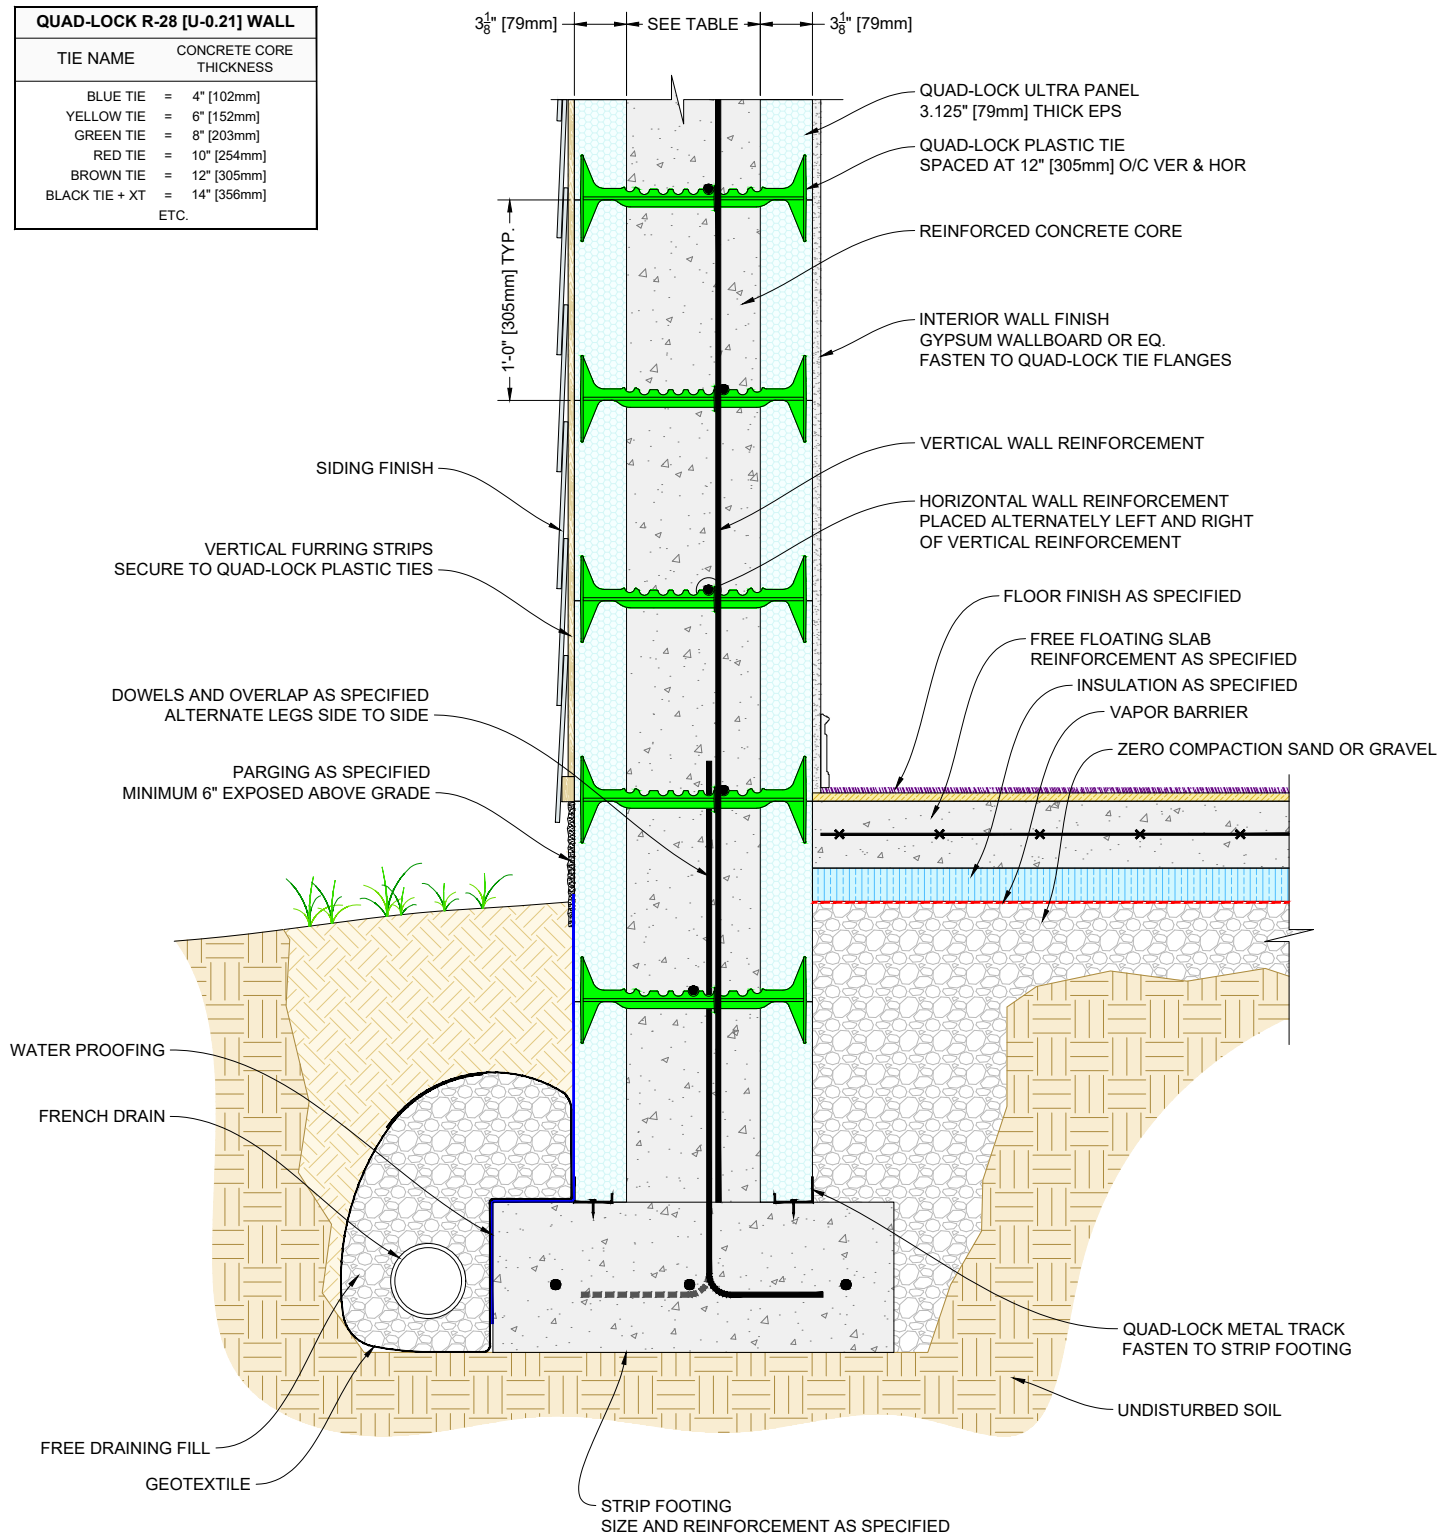 QUAD-LOCK R-28 [U-0.21] WALL
TIE NAME
CONCRETE CORE
THICKNESS
BLUE TIE = 4" [102mm]
YELLOW TIE = 6" [152mm]
GREEN TIE = 8" [203mm]
RED TIE = 10" [254mm]
BROWN TIE = 12" [305mm]
BLACK TIE + XT = 14" [356mm]
ETC.
3⅛" [79mm]
SEE TABLE
3⅛" [79mm]
1'-0" [305mm] TYP.
QUAD-LOCK ULTRA PANEL
3.125" [79mm] THICK EPS
QUAD-LOCK PLASTIC TIE
SPACED AT 12" [305mm] O/C VER & HOR
REINFORCED CONCRETE CORE
INTERIOR WALL FINISH
GYPSUM WALLBOARD OR EQ.
FASTEN TO QUAD-LOCK TIE FLANGES
VERTICAL WALL REINFORCEMENT
HORIZONTAL WALL REINFORCEMENT
PLACED ALTERNATELY LEFT AND RIGHT
OF VERTICAL REINFORCEMENT
FLOOR FINISH AS SPECIFIED
FREE FLOATING SLAB
REINFORCEMENT AS SPECIFIED
INSULATION AS SPECIFIED
VAPOR BARRIER
ZERO COMPACTION SAND OR GRAVEL
SIDING FINISH
VERTICAL FURRING STRIPS
SECURE TO QUAD-LOCK PLASTIC TIES
DOWELS AND OVERLAP AS SPECIFIED
ALTERNATE LEGS SIDE TO SIDE
PARGING AS SPECIFIED
MINIMUM 6" EXPOSED ABOVE GRADE
WATER PROOFING
FRENCH DRAIN
FREE DRAINING FILL
GEOTEXTILE
STRIP FOOTING
SIZE AND REINFORCEMENT AS SPECIFIED
QUAD-LOCK METAL TRACK
FASTEN TO STRIP FOOTING
UNDISTURBED SOIL